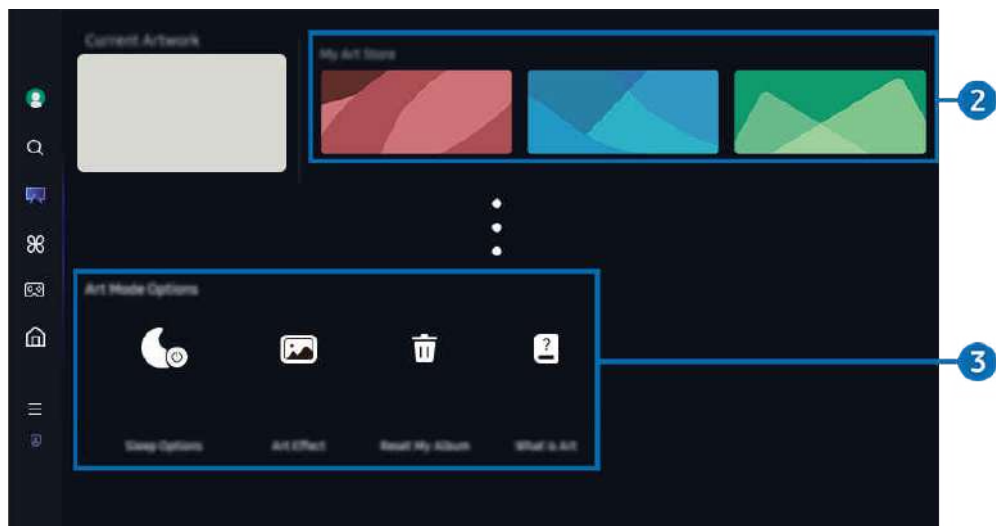 Current Artwork
My Art Store
2
Art Mode Options
3
Sleep Options
Art Effect
Reset My Album
What is Art